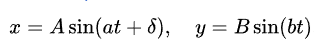 x = A sin(at + δ),  y = B sin(bt)